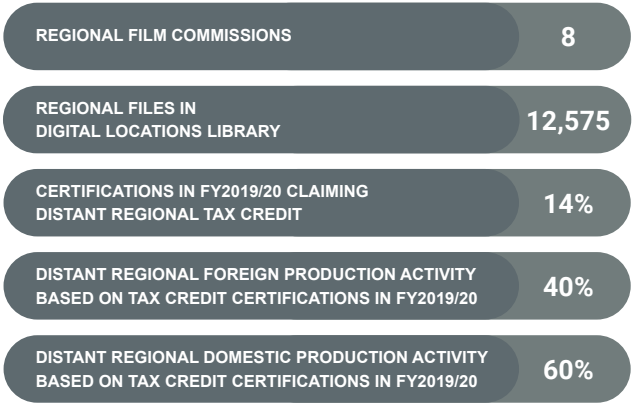 REGIONAL FILM COMMISSIONS
8
REGIONAL FILES IN
DIGITAL LOCATIONS LIBRARY
12,575
CERTIFICATIONS IN FY2019/20 CLAIMING
DISTANT REGIONAL TAX CREDIT
14%
DISTANT REGIONAL FOREIGN PRODUCTION ACTIVITY
BASED ON TAX CREDIT CERTIFICATIONS IN FY2019/20
40%
DISTANT REGIONAL DOMESTIC PRODUCTION ACTIVITY
BASED ON TAX CREDIT CERTIFICATIONS IN FY2019/20
60%